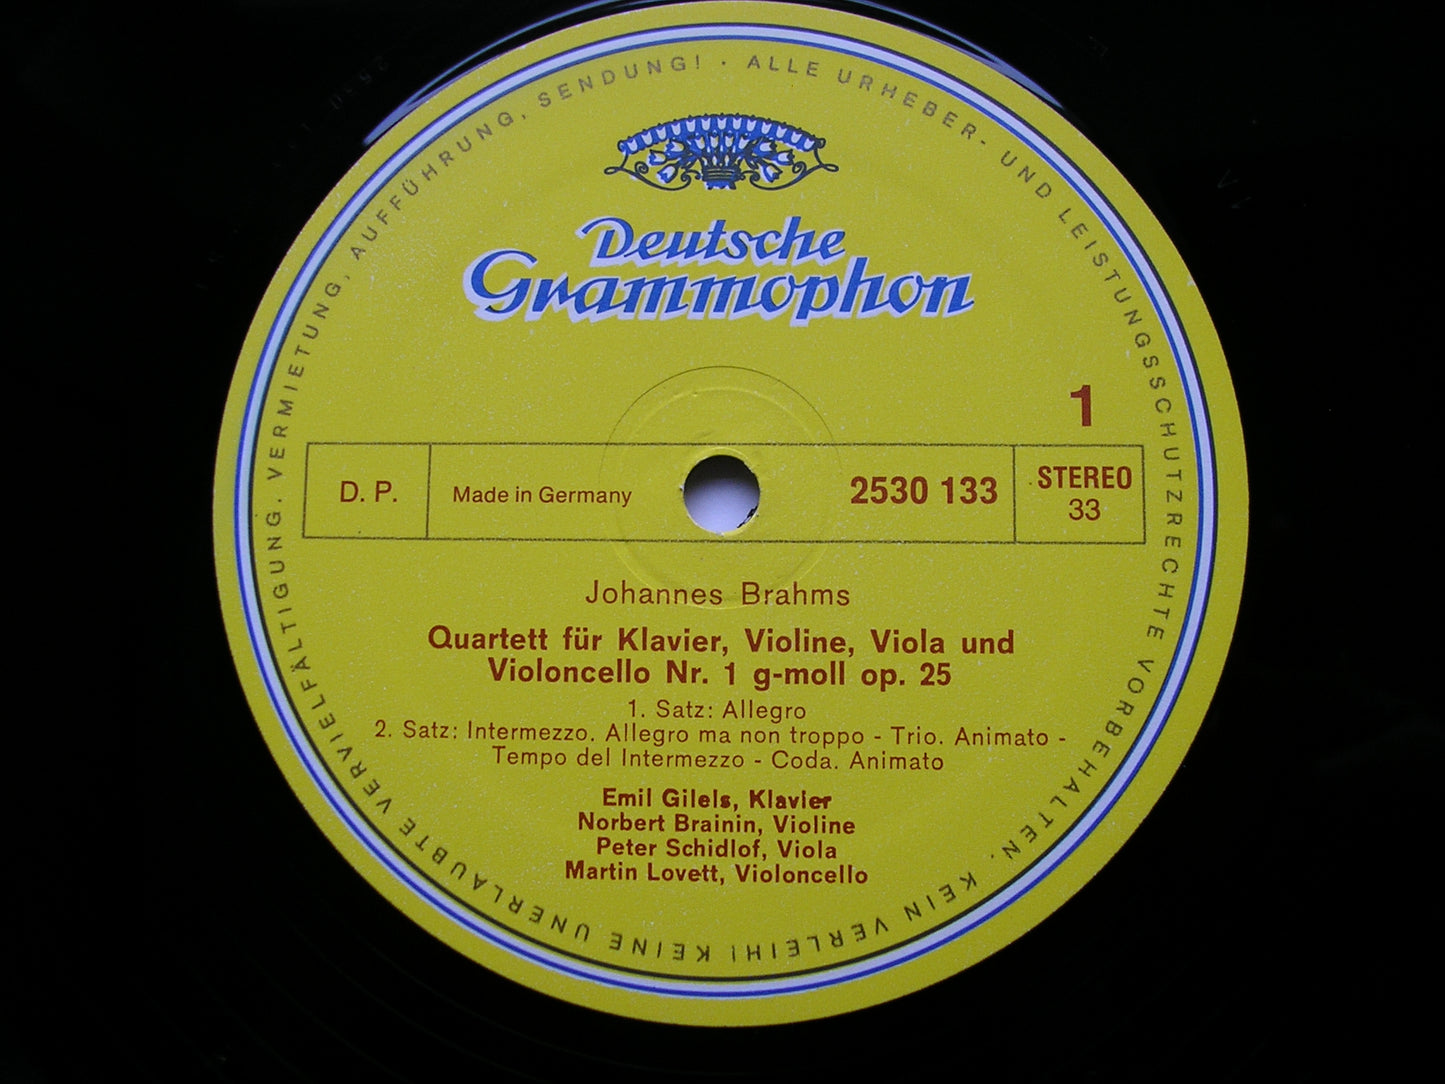 Deutsche
Grammophon
1
D. P.
Made in Germany
2530 133
STEREO
33
Johannes Brahms
Quartett für Klavier, Violine, Viola und
Violoncello Nr. 1 g-moll op. 25
1. Satz: Allegro
2. Satz: Intermezzo. Allegro ma non troppo - Trio. Animato -
Tempo del Intermezzo - Coda. Animato
Emil Gilels, Klavier
Norbert Brainin, Violine
Peter Schidlof, Viola
Martin Lovett, Violoncello
ALLE URHEBER- UND LEISTUNGSSCHUTZRECHTE VORBEHALTEN. KEIN VERLEIH! KEINE UNERLAUBTE VERVIELFÄLTIGUNG, VERMIETUNG, AUFFÜHRUNG, SENDUNG! ·